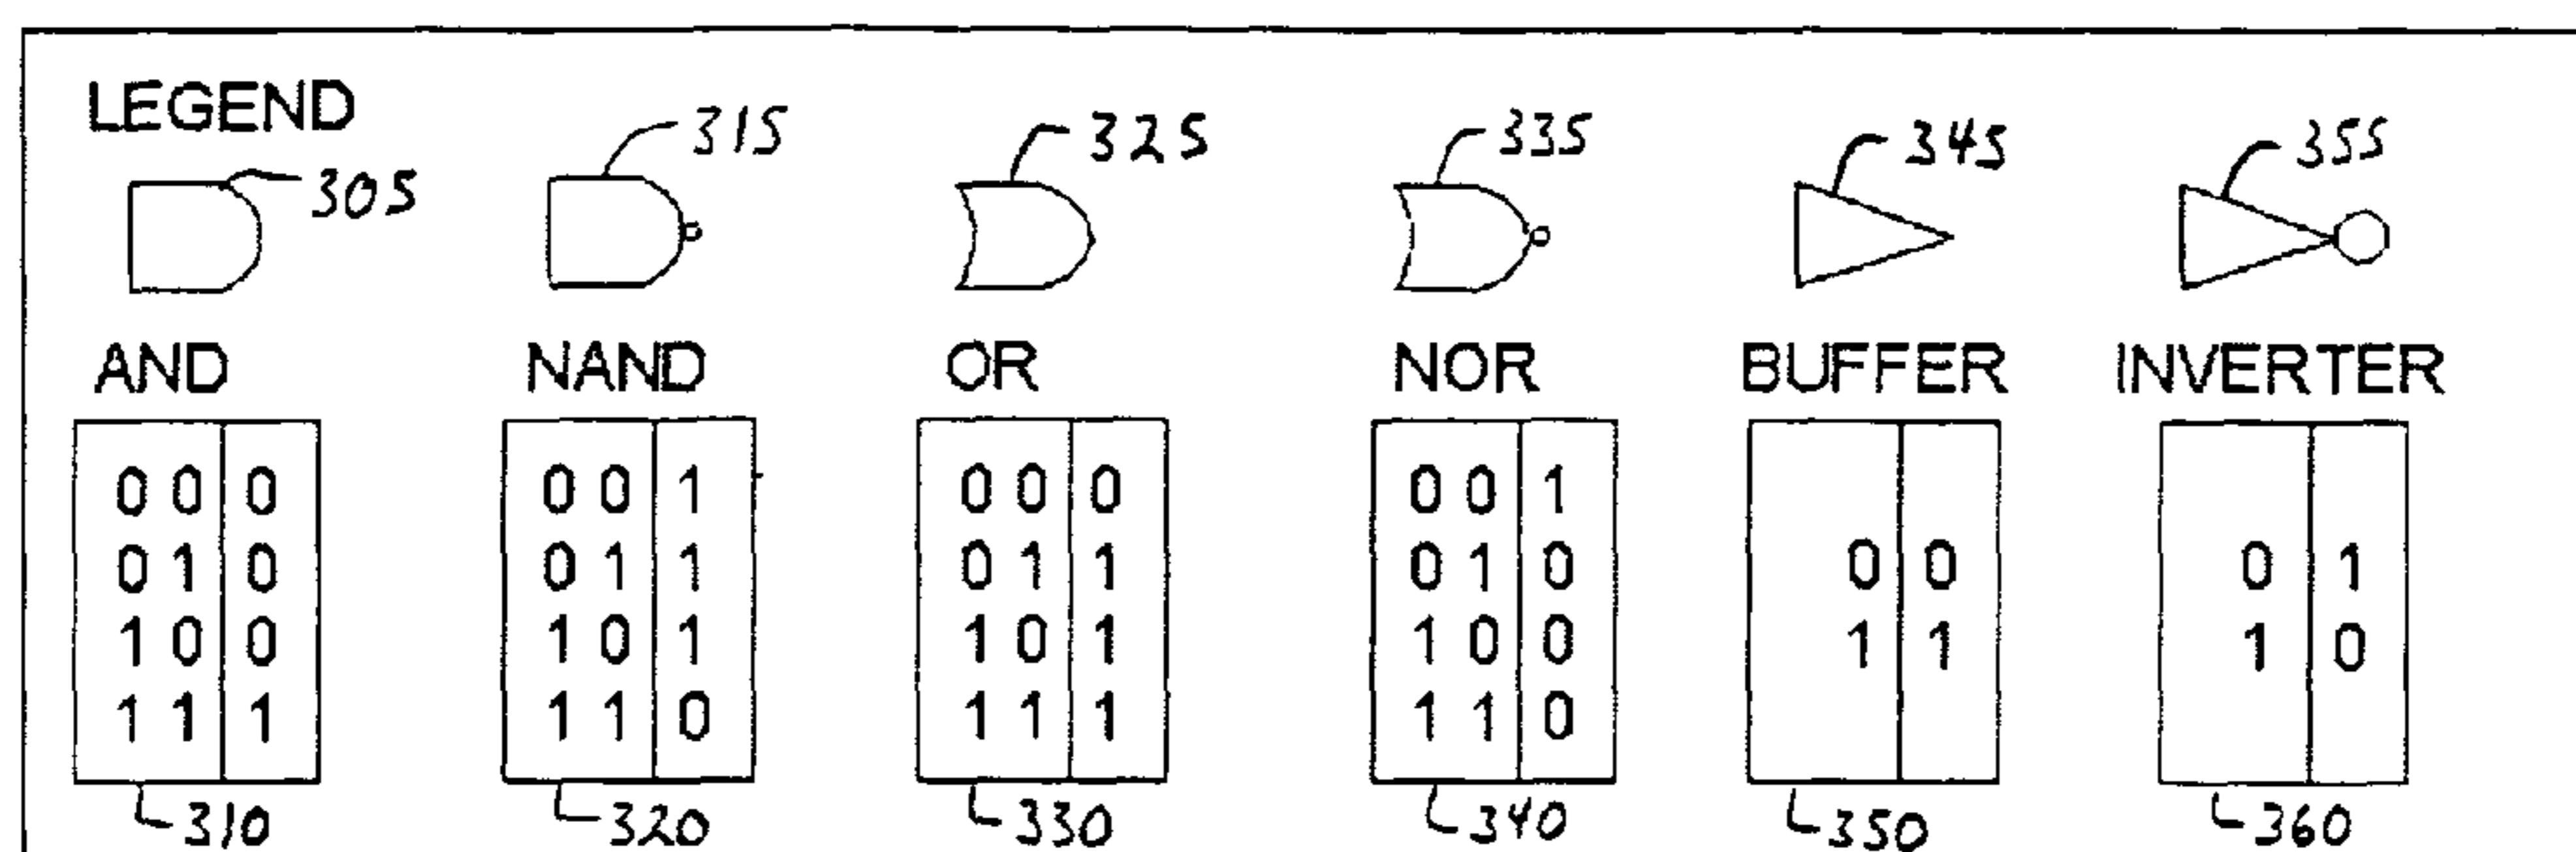 LEGEND
305 315 325 335 345 355
AND NAND OR NOR BUFFER INVERTER
0 0 0 0 0 1 0 0 0 0 0 1
0 1 0 0 1 1 0 1 1 0 1 0 0 0 0 1
1 0 0 1 0 1 1 0 1 1 0 0 1 1 1 0
1 1 1 1 1 0 1 1 1 1 1 0
310 320 330 340 350 360